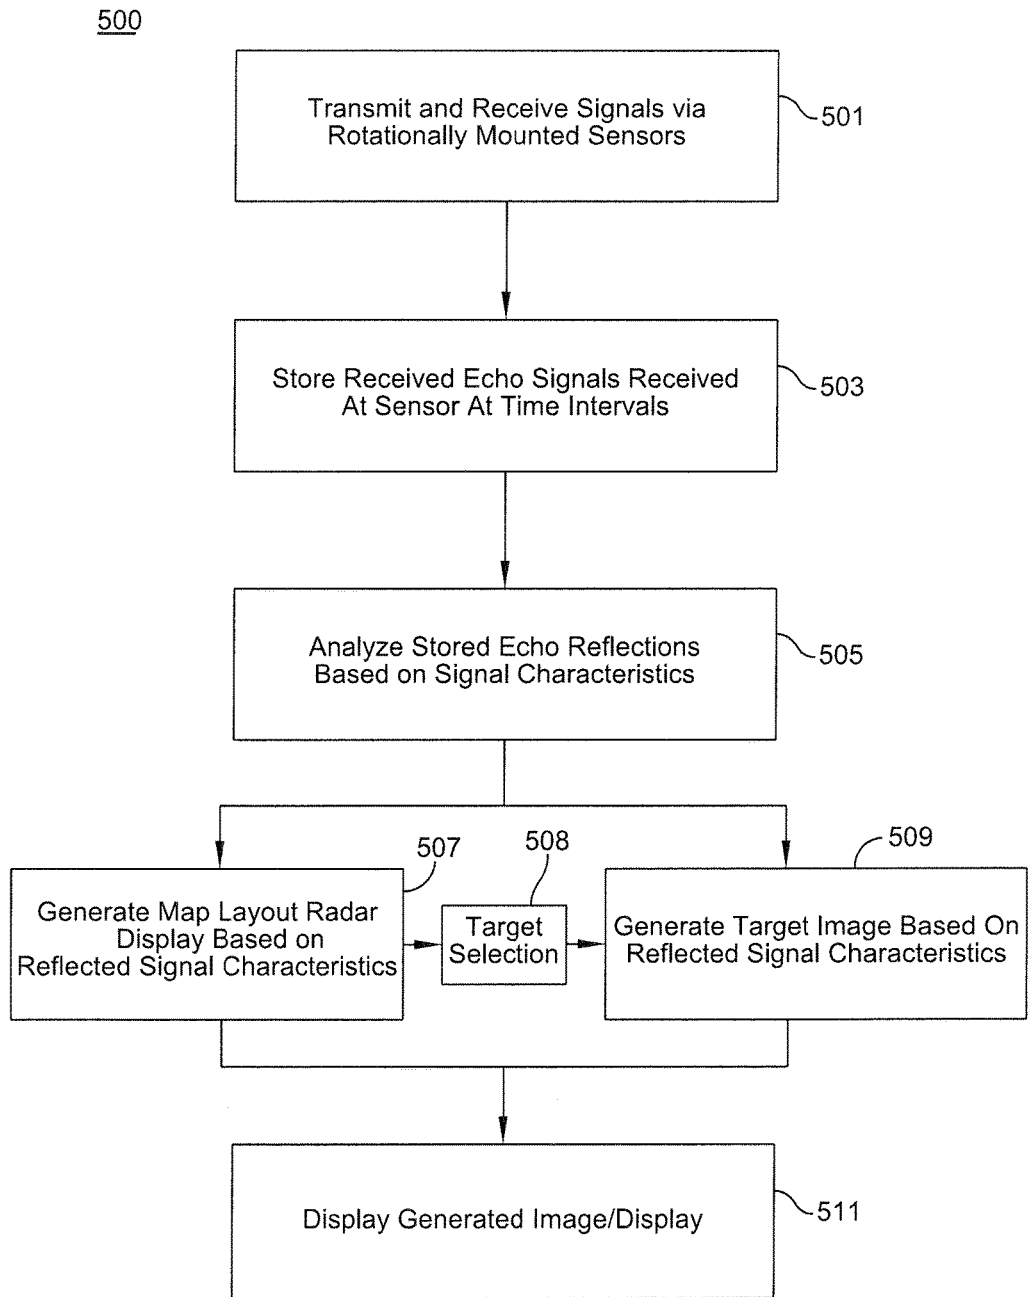 500
Transmit and Receive Signals via
Rotationally Mounted Sensors
501
Store Received Echo Signals Received
At Sensor At Time Intervals
503
Analyze Stored Echo Reflections
Based on Signal Characteristics
505
507
508
509
Generate Map Layout Radar
Display Based on
Reflected Signal Characteristics
Target
Selection
Generate Target Image Based On
Reflected Signal Characteristics
Display Generated Image/Display
511